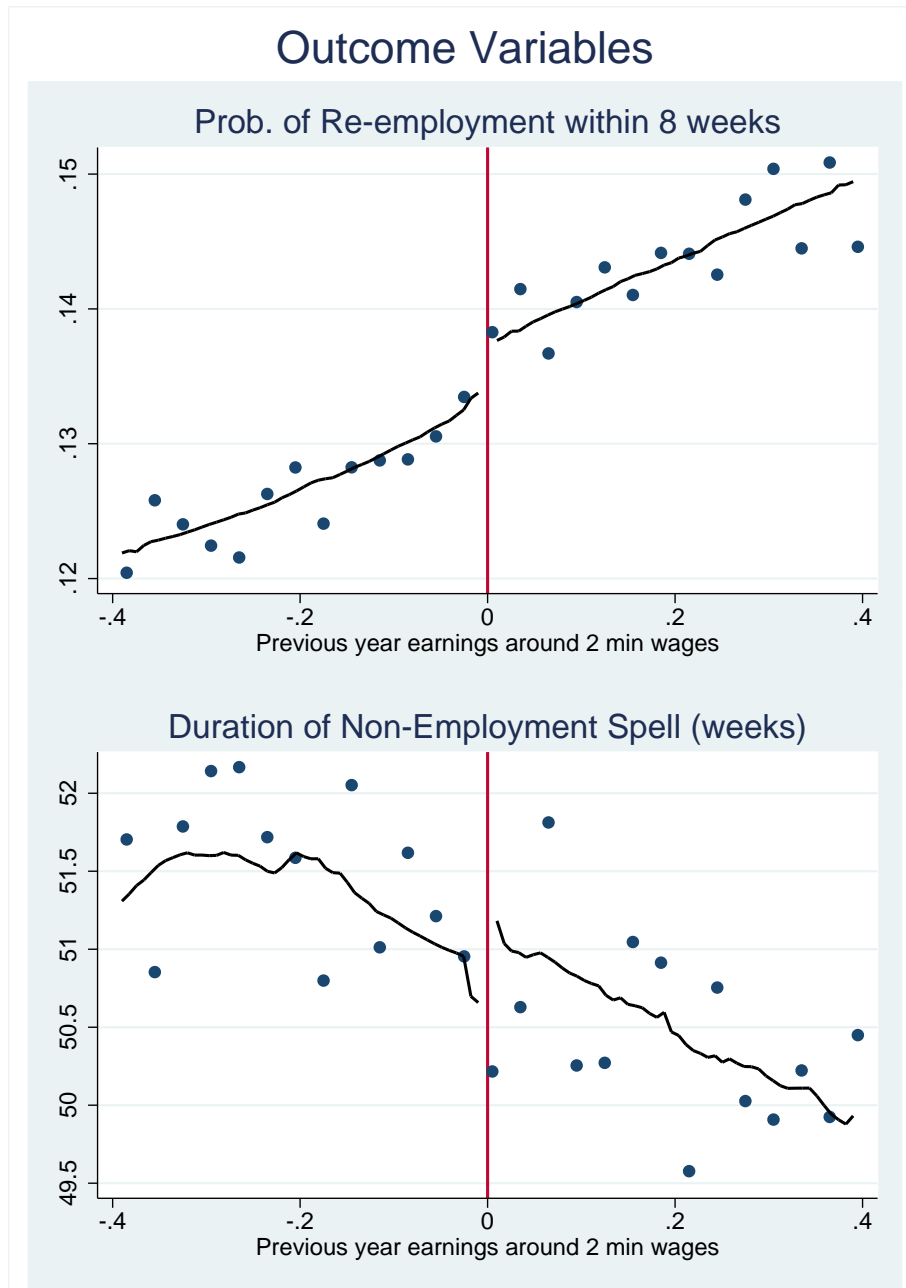 Outcome Variables
Prob. of Re-employment within 8 weeks
.15
.14
.13
.12
-.4 -.2 0 .2 .4
Previous year earnings around 2 min wages
Duration of Non-Employment Spell (weeks)
52
51.5
51
50.5
50
49.5
-.4 -.2 0 .2 .4
Previous year earnings around 2 min wages